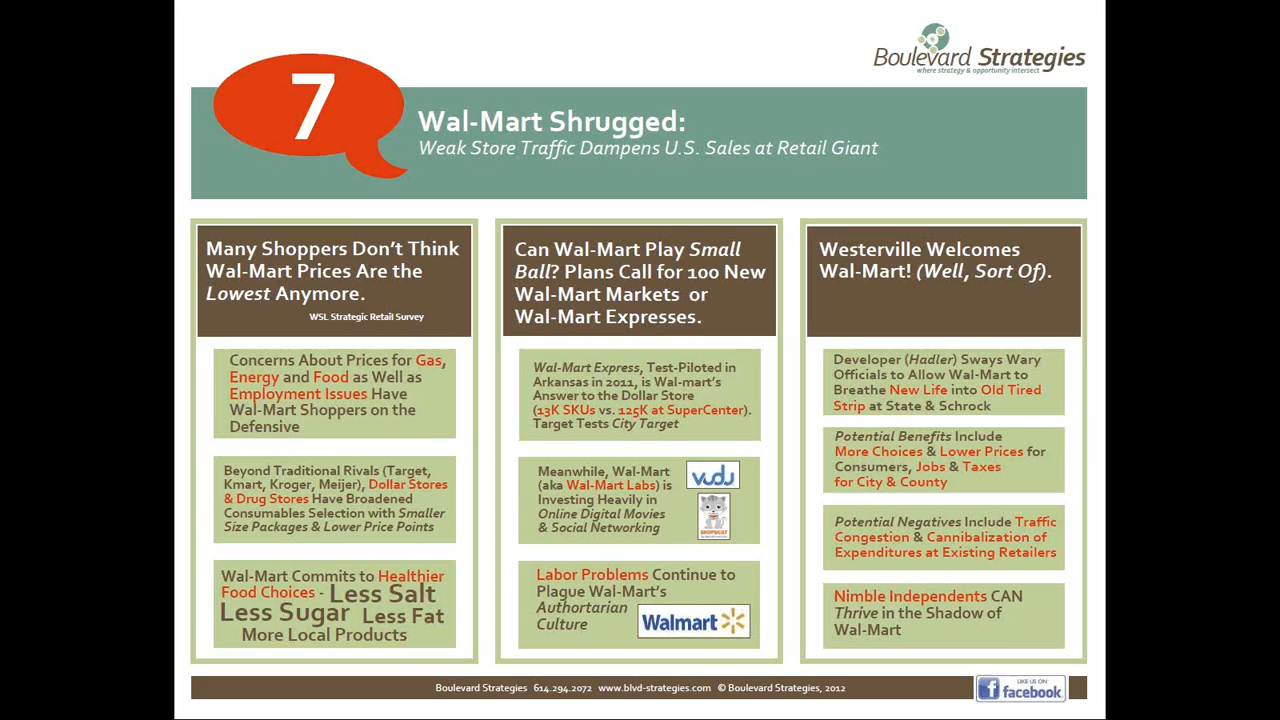 Boulevard Strategies
where strategy & opportunity intersect
7
Wal-Mart Shrugged:
Weak Store Traffic Dampens U.S. Sales at Retail Giant
Many Shoppers Don't Think
Wal-Mart Prices Are the
Lowest Anymore.
WSL Strategic Retail Survey
Concerns About Prices for Gas,
Energy and Food as Well as
Employment Issues Have
Wal-Mart Shoppers on the
Defensive
Beyond Traditional Rivals (Target,
Kmart, Kroger, Meijer), Dollar Stores
& Drug Stores Have Broadened
Consumables Selection with Smaller
Size Packages & Lower Price Points
Wal-Mart Commits to Healthier
Food Choices - Less Salt
Less Sugar Less Fat
More Local Products
Can Wal-Mart Play Small
Ball? Plans Call for 100 New
Wal-Mart Markets or
Wal-Mart Expresses.
Wal-Mart Express, Test-Piloted in
Arkansas in 2011, is Wal-mart's
Answer to the Dollar Store
(13K SKUs vs. 125K at SuperCenter).
Target Tests City Target
Meanwhile, Wal-Mart
(aka Wal-Mart Labs) is
Investing Heavily in
Online Digital Movies
& Social Networking
vudu
SHOPYCAT
Labor Problems Continue to
Plague Wal-Mart's
Authortarian
Culture
Walmart
Westerville Welcomes
Wal-Mart! (Well, Sort Of).
Developer (Hadler) Sways Wary
Officials to Allow Wal-Mart to
Breathe New Life into Old Tired
Strip at State & Schrock
Potential Benefits Include
More Choices & Lower Prices for
Consumers, Jobs & Taxes
for City & County
Potential Negatives Include Traffic
Congestion & Cannibalization of
Expenditures at Existing Retailers
Nimble Independents CAN
Thrive in the Shadow of
Wal-Mart
Boulevard Strategies 614.294.2072 www.blvd-strategies.com © Boulevard Strategies, 2012
LIKE US ON
facebook